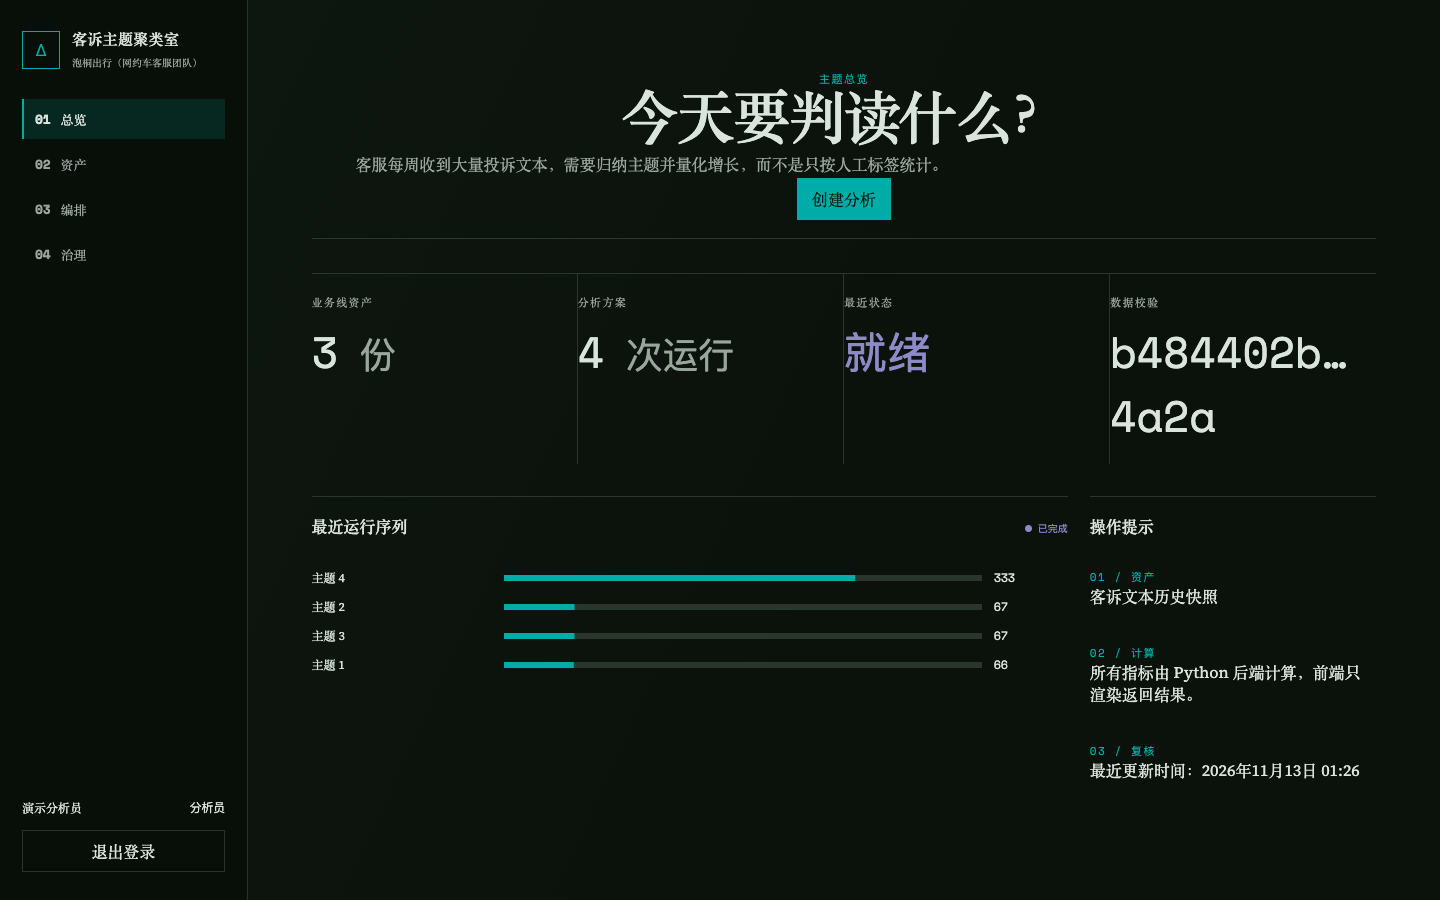 Δ
客诉主题聚类室
泡桐出行（网约车客服团队）
01 总览
02 资产
03 编排
04 治理
演示分析员 分析员
退出登录
主题总览
今天要判读什么？
客服每周收到大量投诉文本，需要归纳主题并量化增长，而不是只按人工标签统计。
创建分析
业务线资产
3 份
分析方案
4 次运行
最近状态
就绪
数据校验
b484402b…
4a2a
最近运行序列
已完成
主题 4 333
主题 2 67
主题 3 67
主题 1 66
操作提示
01 / 资产
客诉文本历史快照
02 / 计算
所有指标由 Python 后端计算，前端只
渲染返回结果。
03 / 复核
最近更新时间：2026年11月13日 01:26